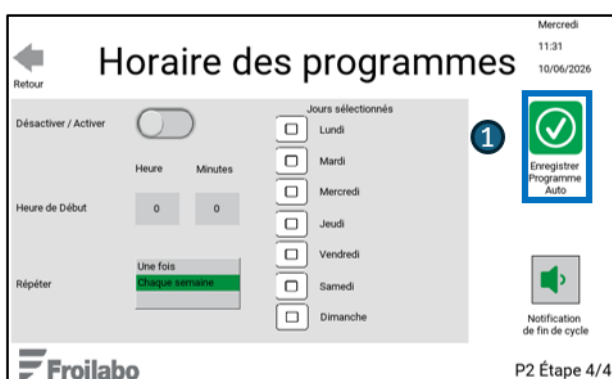 Mercredi
11:31
10/06/2026
Retour
Horaire des programmes
Désactiver / Activer
Heure
Minutes
Heure de Début
0
0
Répéter
Une fois
Chaque semaine
Jours sélectionnés
Lundi
Mardi
Mercredi
Jeudi
Vendredi
Samedi
Dimanche
1
Enregistrer
Programme
Auto
Notification
de fin de cycle
Froilabo
P2 Étape 4/4